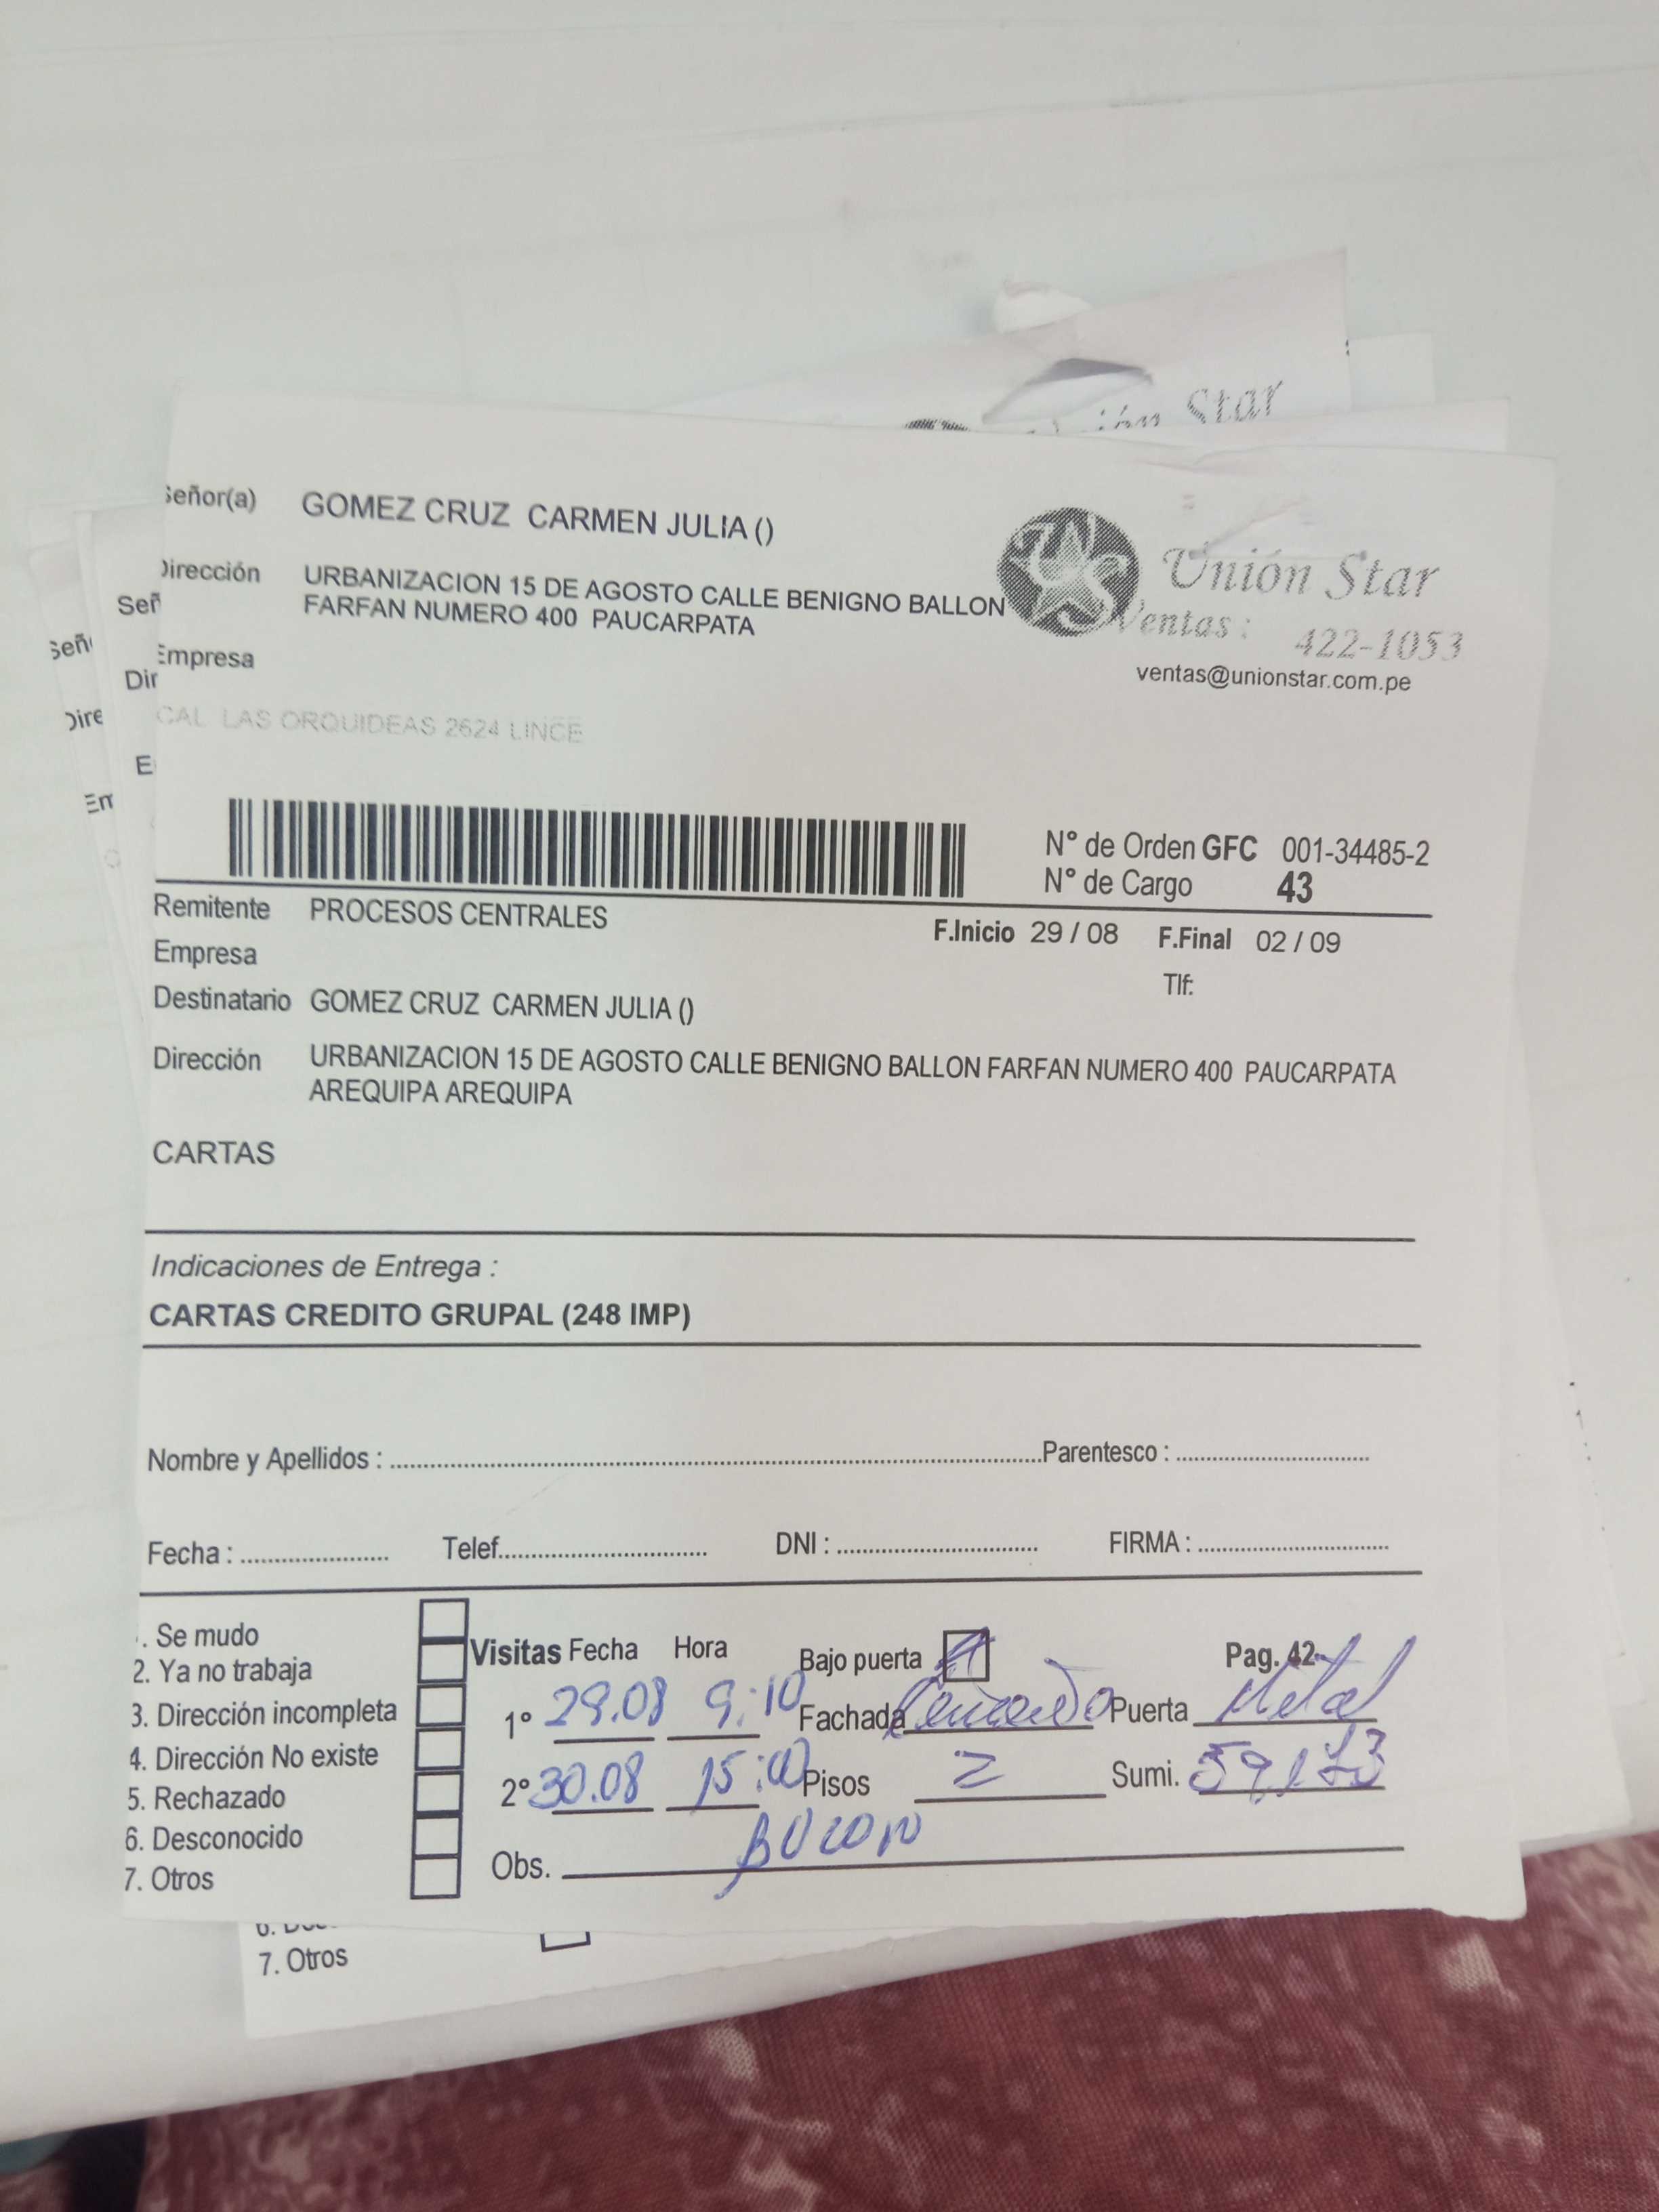 Star
Señor(a) GOMEZ CRUZ CARMEN JULIA ()
Dirección URBANIZACION 15 DE AGOSTO CALLE BENIGNO BALLON
FARFAN NUMERO 400 PAUCARPATA
Empresa
Unión Star
Ventas : 422-1053
ventas@unionstar.com.pe
CAL LAS ORQUIDEAS 2624 LINCE
N° de Orden GFC 001-34485-2
N° de Cargo 43
Remitente PROCESOS CENTRALES
F.Inicio 29 / 08 F.Final 02 / 09
Empresa
Tlf:
Destinatario GOMEZ CRUZ CARMEN JULIA ()
Dirección URBANIZACION 15 DE AGOSTO CALLE BENIGNO BALLON FARFAN NUMERO 400 PAUCARPATA
AREQUIPA AREQUIPA
CARTAS
Indicaciones de Entrega :
CARTAS CREDITO GRUPAL (248 IMP)
Nombre y Apellidos : Parentesco :
Fecha : Telef. DNI : FIRMA :
. Se mudo
2. Ya no trabaja
3. Dirección incompleta
4. Dirección No existe
5. Rechazado
6. Desconocido
7. Otros
Visitas Fecha Hora Bajo puerta Pag. 42
1° 29.08 9:10 Fachada Puerta Metal
2° 30.08 15:00 Pisos 2 Sumi.
Obs.
7. Otros